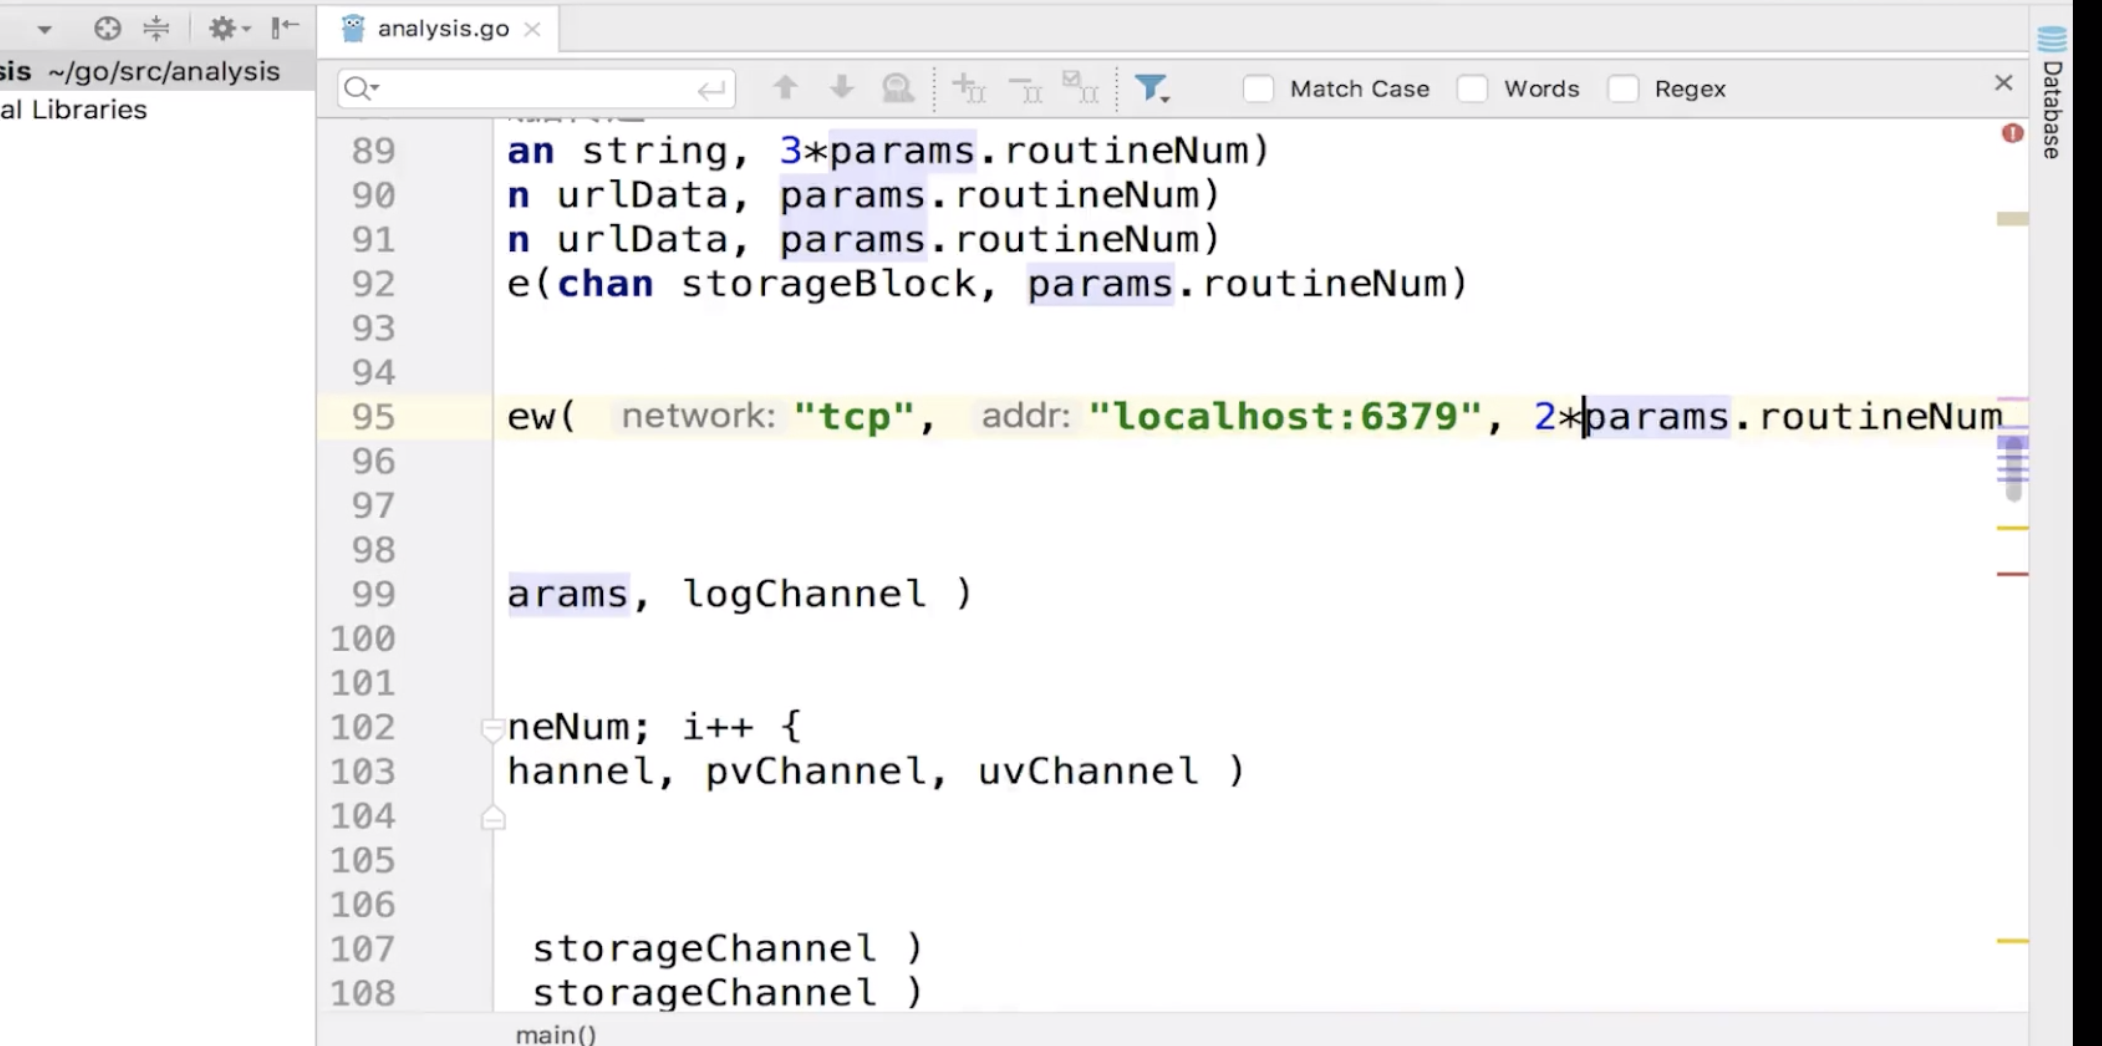 analysis.go
sis ~/go/src/analysis
al Libraries
Match Case
Words
Regex
Database
89 an string, 3*params.routineNum)
90 n urlData, params.routineNum)
91 n urlData, params.routineNum)
92 e(chan storageBlock, params.routineNum)
93
94
95 ew( network: "tcp", addr: "localhost:6379", 2*params.routineNum
96
97
98
99 arams, logChannel )
100
101
102 neNum; i++ {
103 hannel, pvChannel, uvChannel )
104
105
106
107 storageChannel )
108 storageChannel )
main()